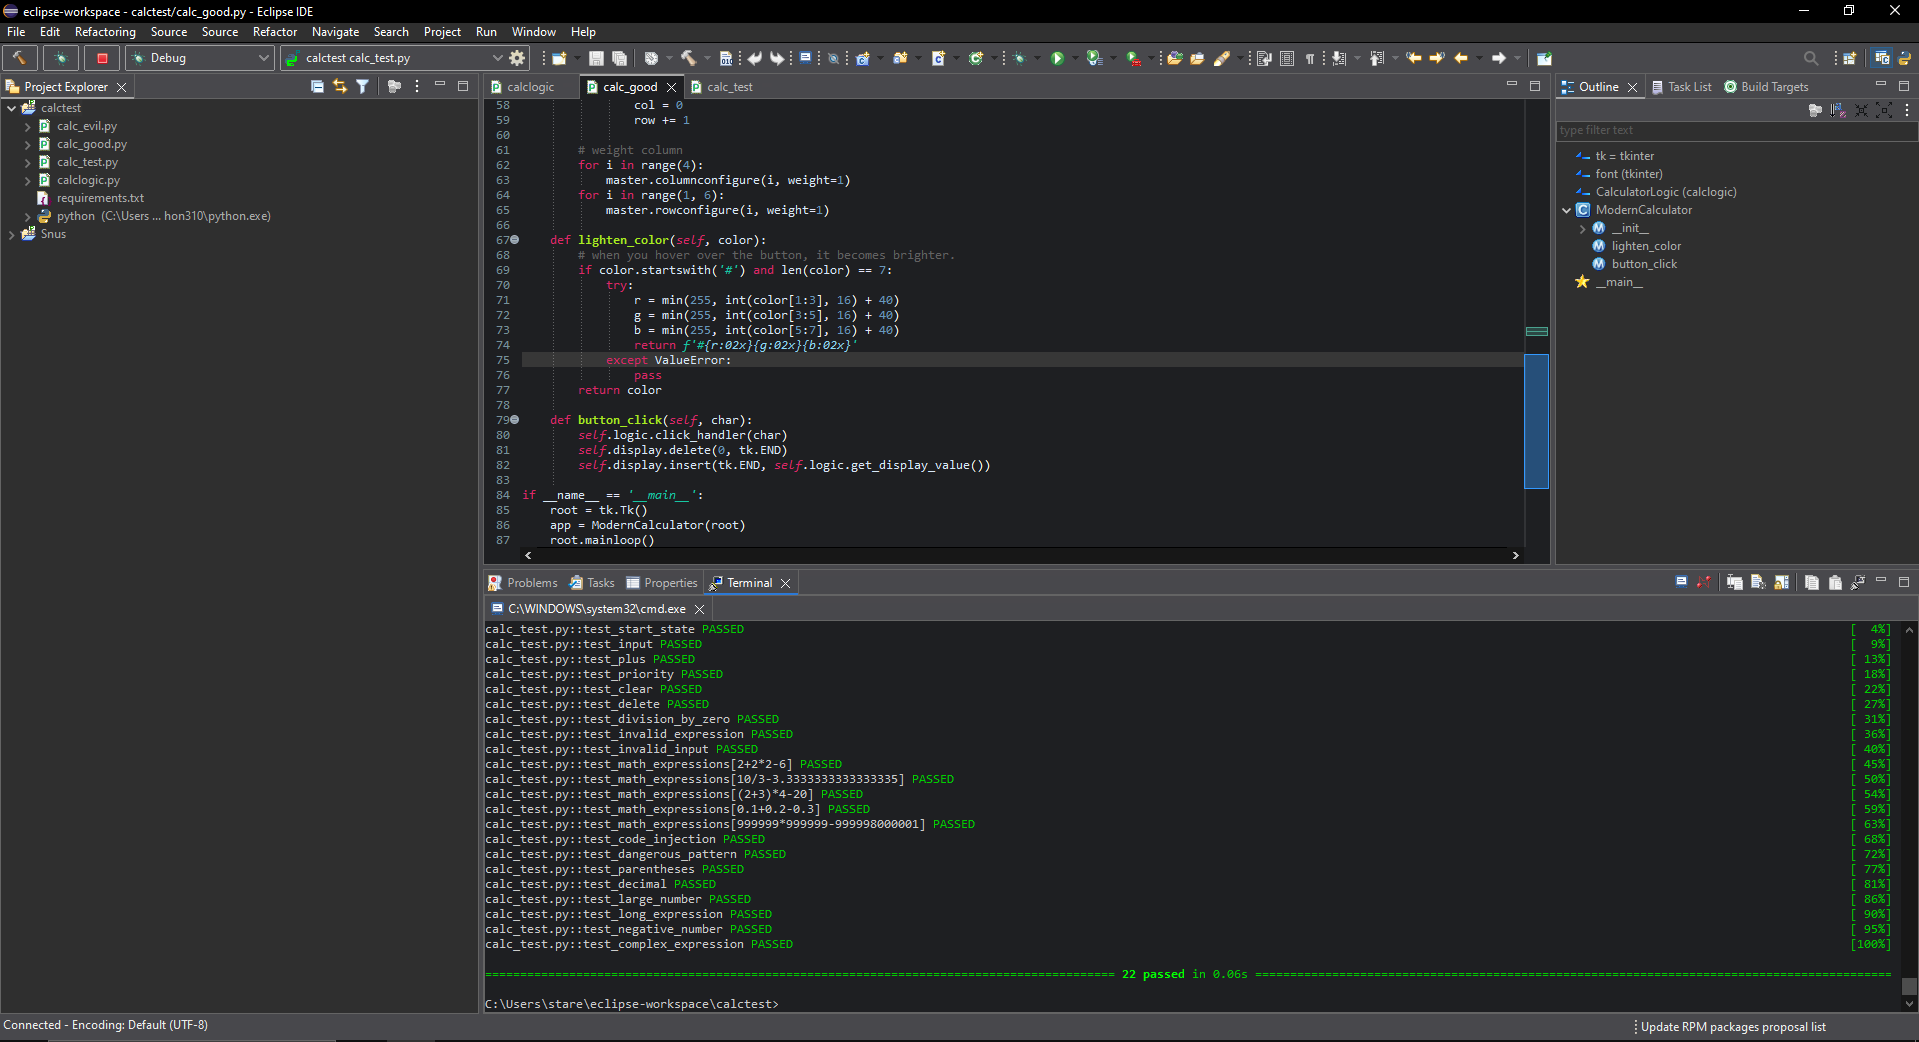 eclipse-workspace - calctest/calc_good.py - Eclipse IDE
File Edit Refactoring Source Source Refactor Navigate Search Project Run Window Help
Debug calctest calc_test.py
Project Explorer
calctest
calc_evil.py
calc_good.py
calc_test.py
calclogic.py
requirements.txt
python (C:\Users ... hon310\python.exe)
Snus
calclogic calc_good calc_test
58 col = 0
59 row += 1
60
61 # weight column
62 for i in range(4):
63 master.columnconfigure(i, weight=1)
64 for i in range(1, 6):
65 master.rowconfigure(i, weight=1)
66
67 def lighten_color(self, color):
68 # when you hover over the button, it becomes brighter.
69 if color.startswith('#') and len(color) == 7:
70 try:
71 r = min(255, int(color[1:3], 16) + 40)
72 g = min(255, int(color[3:5], 16) + 40)
73 b = min(255, int(color[5:7], 16) + 40)
74 return f'#{r:02x}{g:02x}{b:02x}'
75 except ValueError:
76 pass
77 return color
78
79 def button_click(self, char):
80 self.logic.click_handler(char)
81 self.display.delete(0, tk.END)
82 self.display.insert(tk.END, self.logic.get_display_value())
83
84 if __name__ == '__main__':
85 root = tk.Tk()
86 app = ModernCalculator(root)
87 root.mainloop()
Outline Task List Build Targets
type filter text
tk = tkinter
font (tkinter)
CalculatorLogic (calclogic)
ModernCalculator
__init__
lighten_color
button_click
__main__
Problems Tasks Properties Terminal
C:\WINDOWS\system32\cmd.exe
calc_test.py::test_start_state PASSED [ 4%]
calc_test.py::test_input PASSED [ 9%]
calc_test.py::test_plus PASSED [ 13%]
calc_test.py::test_priority PASSED [ 18%]
calc_test.py::test_clear PASSED [ 22%]
calc_test.py::test_delete PASSED [ 27%]
calc_test.py::test_division_by_zero PASSED [ 31%]
calc_test.py::test_invalid_expression PASSED [ 36%]
calc_test.py::test_invalid_input PASSED [ 40%]
calc_test.py::test_math_expressions[2+2*2-6] PASSED [ 45%]
calc_test.py::test_math_expressions[10/3-3.3333333333333335] PASSED [ 50%]
calc_test.py::test_math_expressions[(2+3)*4-20] PASSED [ 54%]
calc_test.py::test_math_expressions[0.1+0.2-0.3] PASSED [ 59%]
calc_test.py::test_math_expressions[999999*999999-999998000001] PASSED [ 63%]
calc_test.py::test_code_injection PASSED [ 68%]
calc_test.py::test_dangerous_pattern PASSED [ 72%]
calc_test.py::test_parentheses PASSED [ 77%]
calc_test.py::test_decimal PASSED [ 81%]
calc_test.py::test_large_number PASSED [ 86%]
calc_test.py::test_long_expression PASSED [ 90%]
calc_test.py::test_negative_number PASSED [ 95%]
calc_test.py::test_complex_expression PASSED [100%]
22 passed in 0.06s
C:\Users\stare\eclipse-workspace\calctest>
Connected - Encoding: Default (UTF-8)
Update RPM packages proposal list